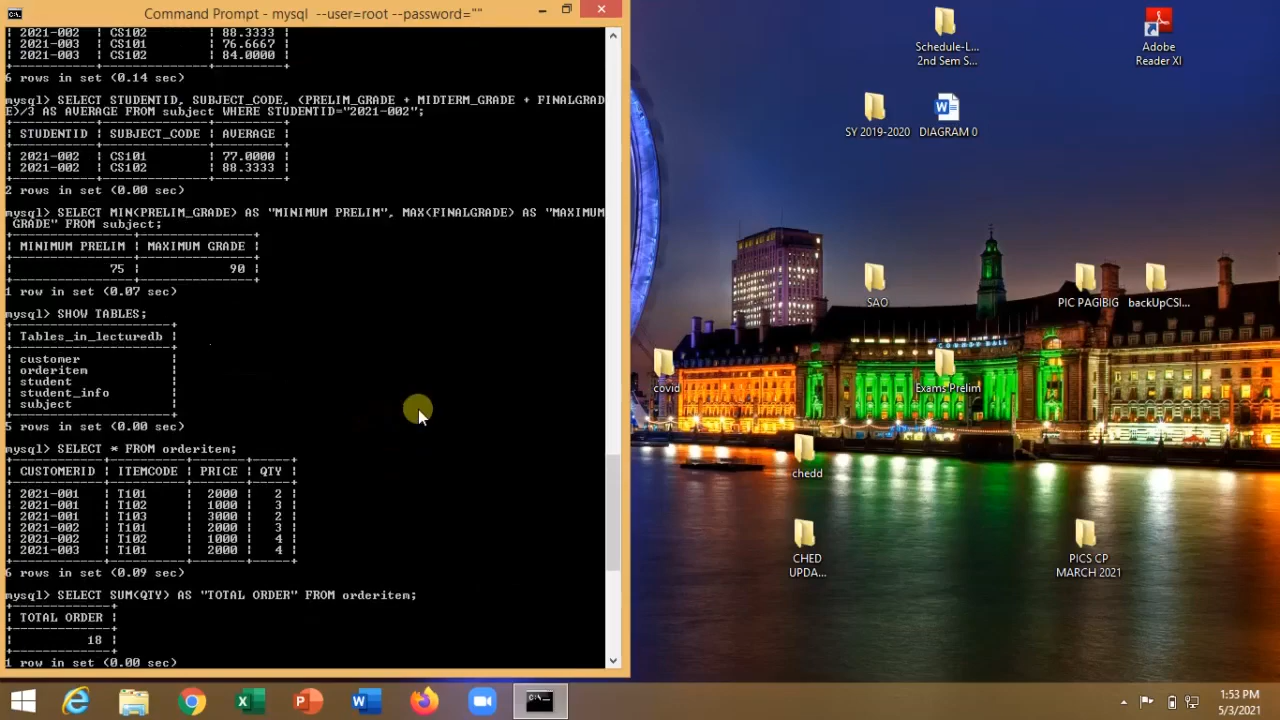 Command Prompt - mysql  --user=root --password=""
| 2021-002   | CS102        | 88.3333 |
| 2021-003   | CS101        | 76.6667 |
| 2021-003   | CS102        | 84.0000 |
6 rows in set (0.14 sec)
mysql> SELECT STUDENTID, SUBJECT_CODE, (PRELIM_GRADE + MIDTERM_GRADE + FINALGRAD
E)/3 AS AVERAGE FROM subject WHERE STUDENTID="2021-002";
| STUDENTID | SUBJECT_CODE | AVERAGE |
| 2021-002  | CS101        | 77.0000 |
| 2021-002  | CS102        | 88.3333 |
2 rows in set (0.00 sec)
mysql> SELECT MIN(PRELIM_GRADE) AS "MINIMUM PRELIM", MAX(FINALGRADE) AS "MAXIMUM
 GRADE" FROM subject;
| MINIMUM PRELIM | MAXIMUM GRADE |
|             75 |            90 |
1 row in set (0.07 sec)
mysql> SHOW TABLES;
| Tables_in_lecturedb |
| customer            |
| orderitem           |
| student             |
| student_info        |
| subject             |
5 rows in set (0.00 sec)
mysql> SELECT * FROM orderitem;
| CUSTOMERID | ITEMCODE | PRICE | QTY |
| 2021-001   | T101     |  2000 |   2 |
| 2021-001   | T102     |  1000 |   3 |
| 2021-001   | T103     |  3000 |   2 |
| 2021-002   | T101     |  2000 |   3 |
| 2021-002   | T102     |  1000 |   4 |
| 2021-003   | T101     |  2000 |   4 |
6 rows in set (0.09 sec)
mysql> SELECT SUM(QTY) AS "TOTAL ORDER" FROM orderitem;
| TOTAL ORDER |
|          18 |
1 row in set (0.00 sec)
Schedule-L...
2nd Sem S...
Adobe
Reader XI
SY 2019-2020
DIAGRAM 0
SAO
PIC PAGIBIG
backUpCSI...
covid
Exams Prelim
chedd
CHED
UPDA...
PICS CP
MARCH 2021
1:53 PM
5/3/2021